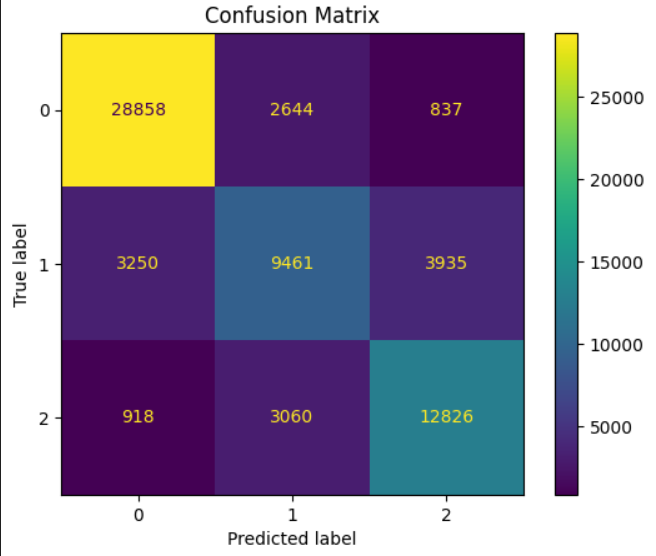 Confusion Matrix
0
28858 2644 837
1
3250 9461 3935
2
918 3060 12826
0 1 2
Predicted label
True label
25000
20000
15000
10000
5000